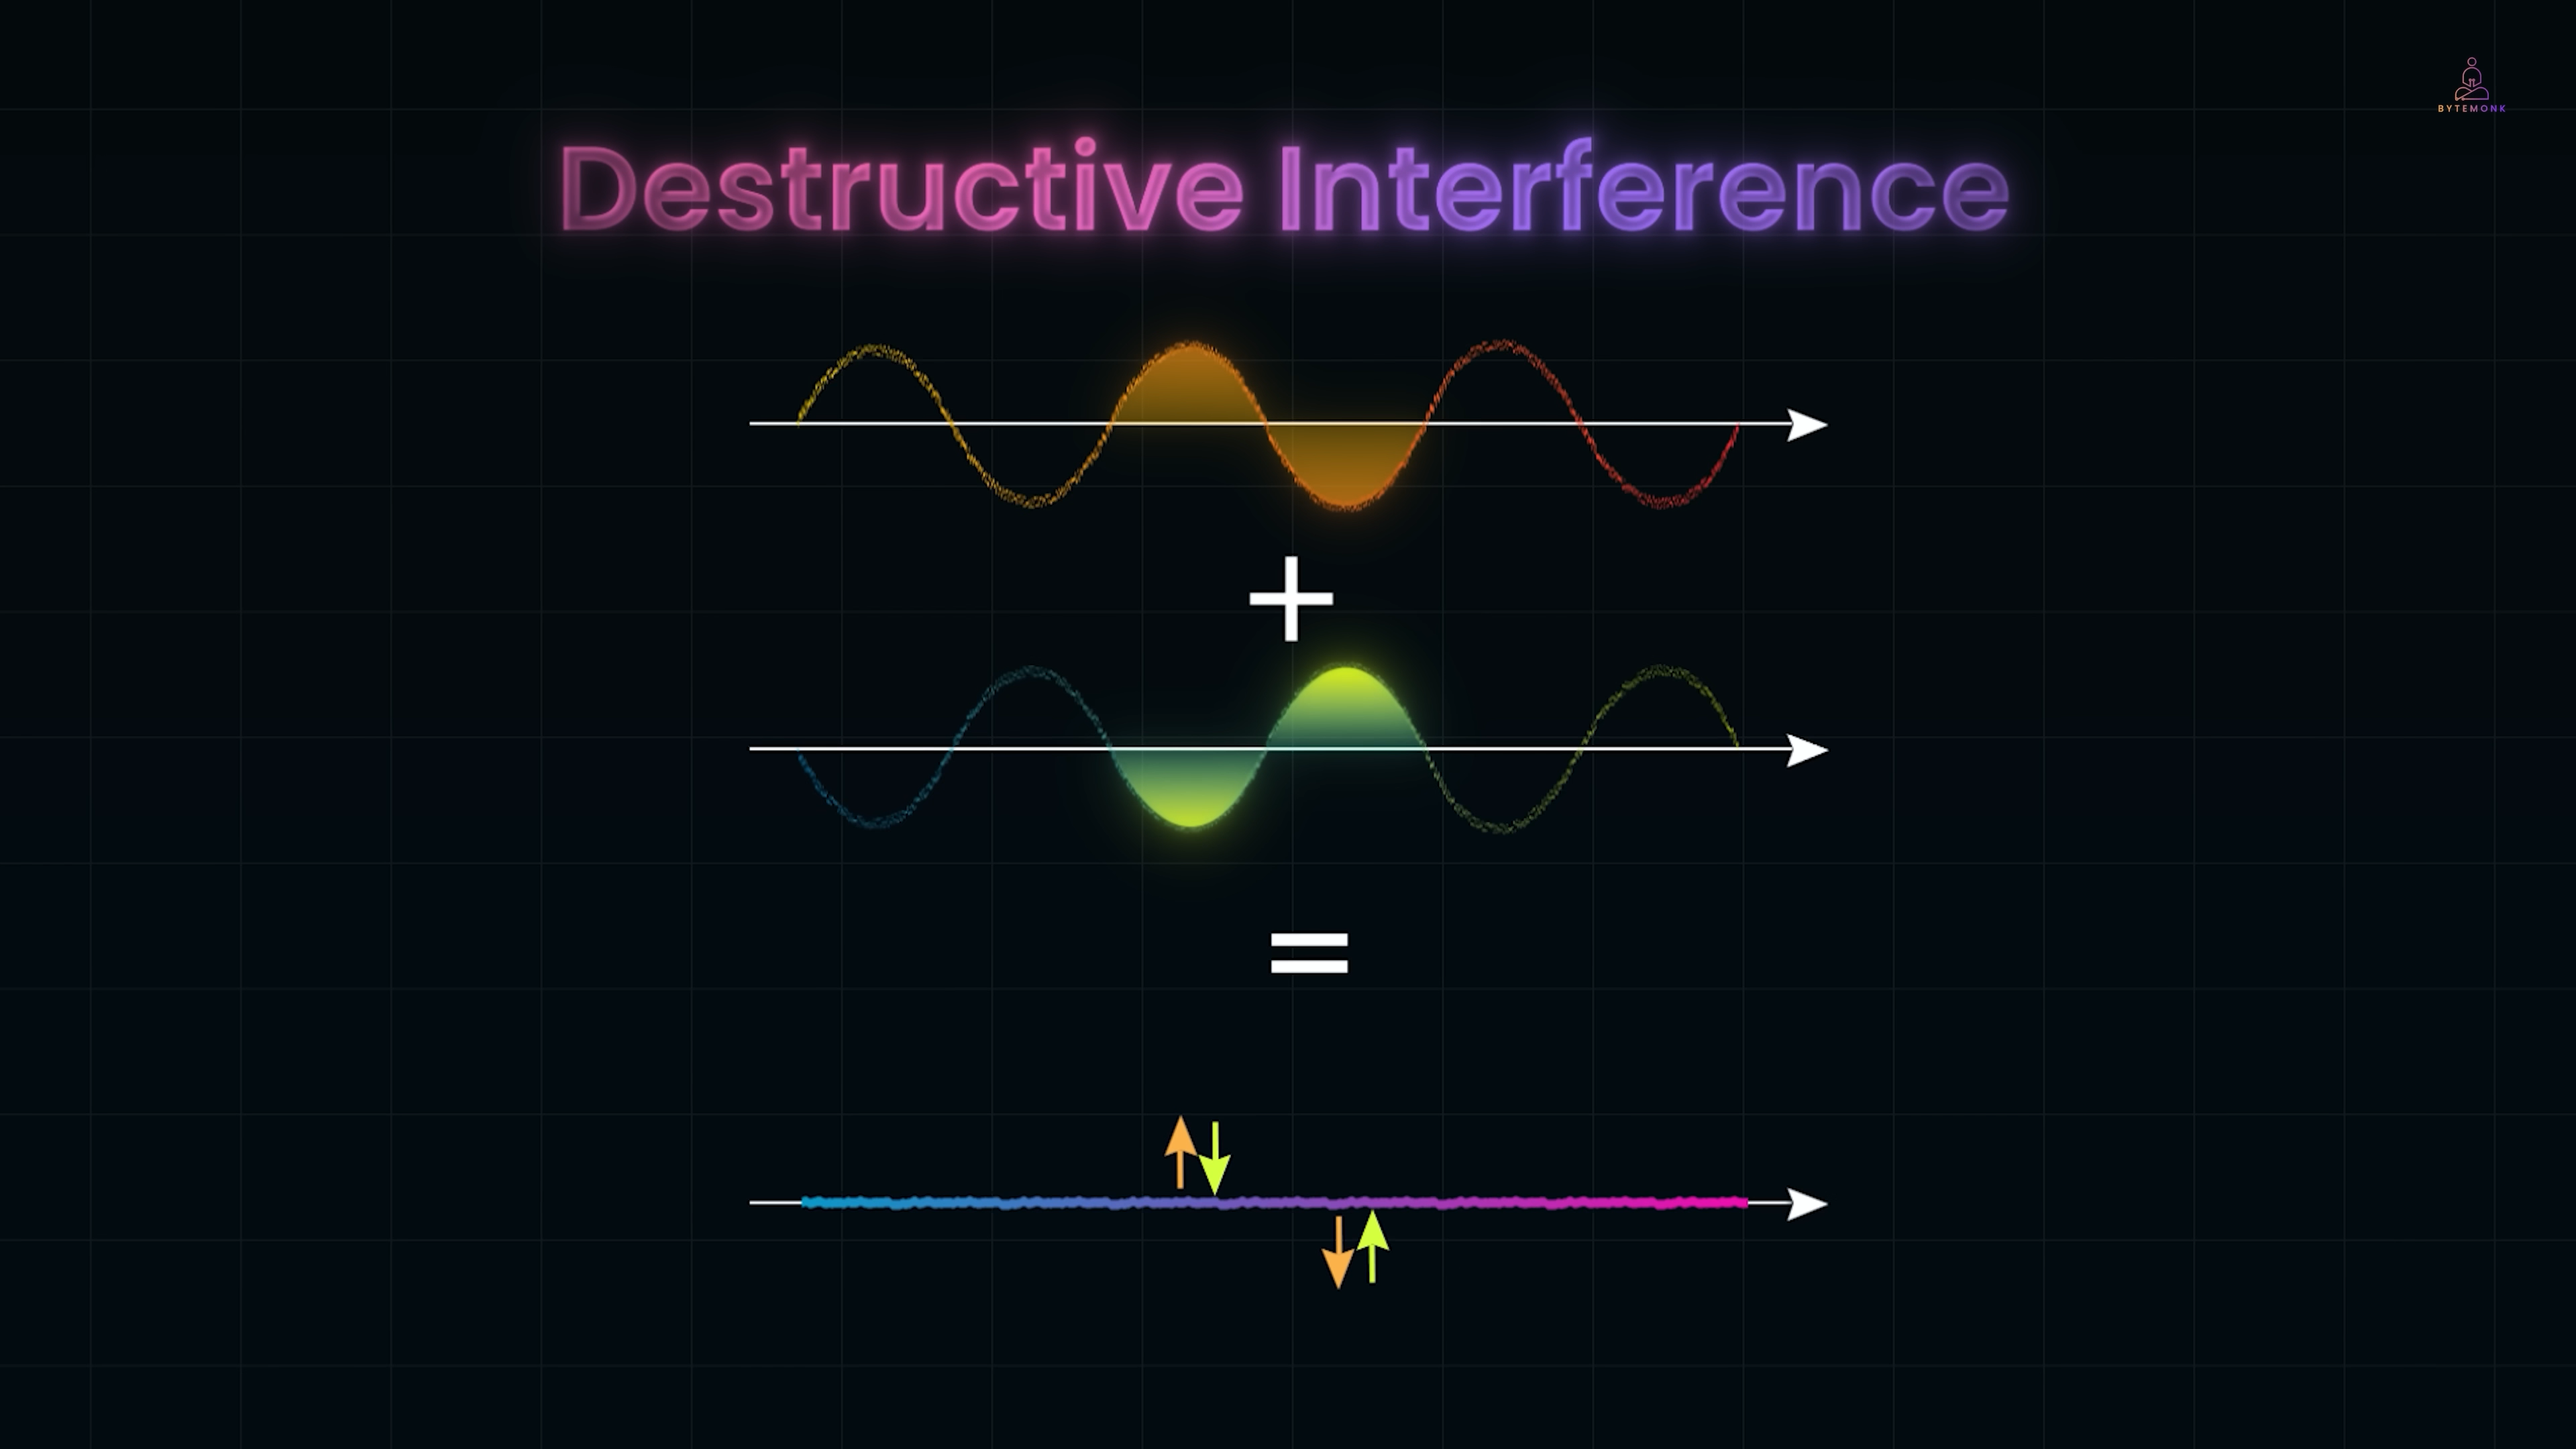 BYTEMONK
Destructive Interference
+
=